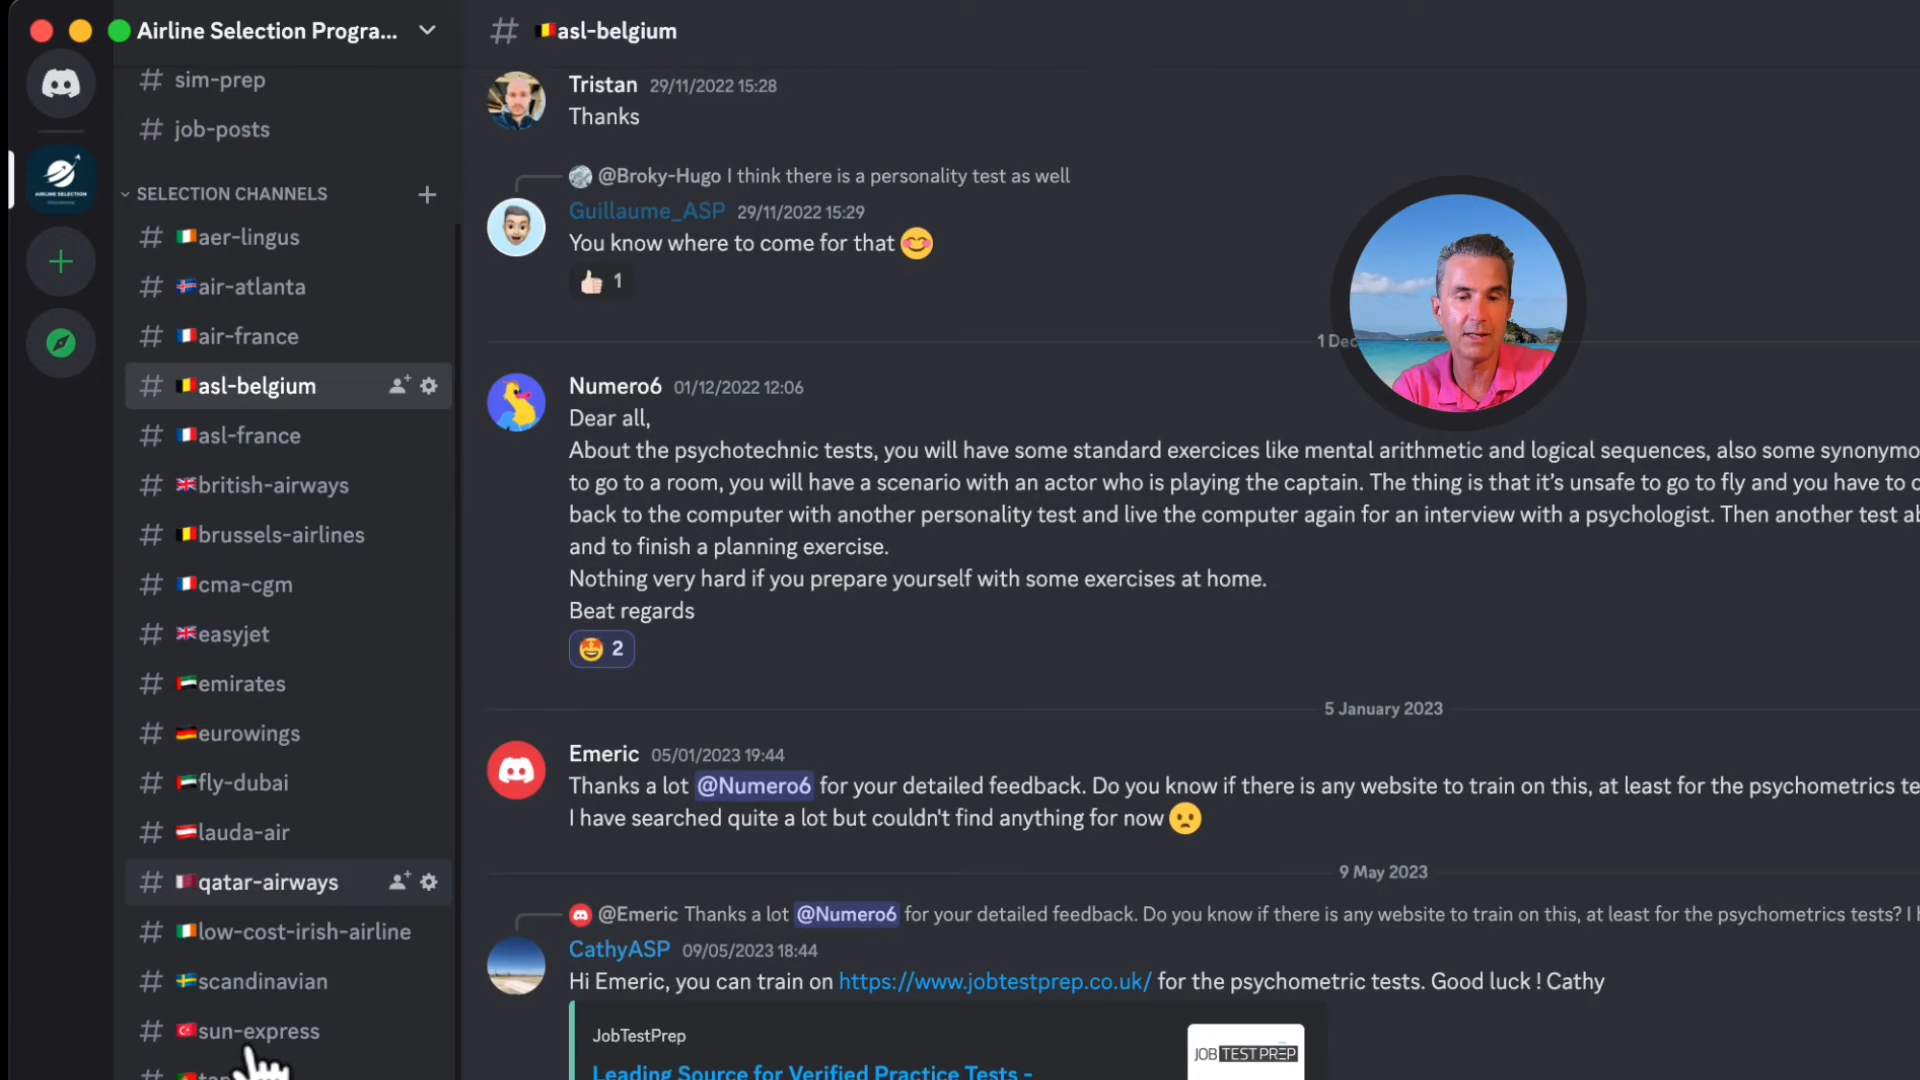 Airline Selection Progra...
# sim-prep
# job-posts
SELECTION CHANNELS
# aer-lingus
# air-atlanta
# air-france
# asl-belgium
# asl-france
# british-airways
# brussels-airlines
# cma-cgm
# easyjet
# emirates
# eurowings
# fly-dubai
# lauda-air
# qatar-airways
# low-cost-irish-airline
# scandinavian
# sun-express
AIRLINE SELECTION
# asl-belgium
Tristan 29/11/2022 15:28
Thanks
@Broky-Hugo I think there is a personality test as well
Guillaume_ASP 29/11/2022 15:29
You know where to come for that 😊
👍🏻 1
1 Dec
Numero6 01/12/2022 12:06
Dear all,
About the psychotechnic tests, you will have some standard exercices like mental arithmetic and logical sequences, also some synonymo
to go to a room, you will have a scenario with an actor who is playing the captain. The thing is that it’s unsafe to go to fly and you have to c
back to the computer with another personality test and live the computer again for an interview with a psychologist. Then another test ab
and to finish a planning exercise.
Nothing very hard if you prepare yourself with some exercises at home.
Beat regards
🤩 2
5 January 2023
Emeric 05/01/2023 19:44
Thanks a lot @Numero6 for your detailed feedback. Do you know if there is any website to train on this, at least for the psychometrics te
I have searched quite a lot but couldn't find anything for now 🙁
9 May 2023
@Emeric Thanks a lot @Numero6 for your detailed feedback. Do you know if there is any website to train on this, at least for the psychometrics tests? I h
CathyASP 09/05/2023 18:44
Hi Emeric, you can train on https://www.jobtestprep.co.uk/ for the psychometric tests. Good luck ! Cathy
JobTestPrep
Leading Source for Verified Practice Tests -
JOB TESTPREP